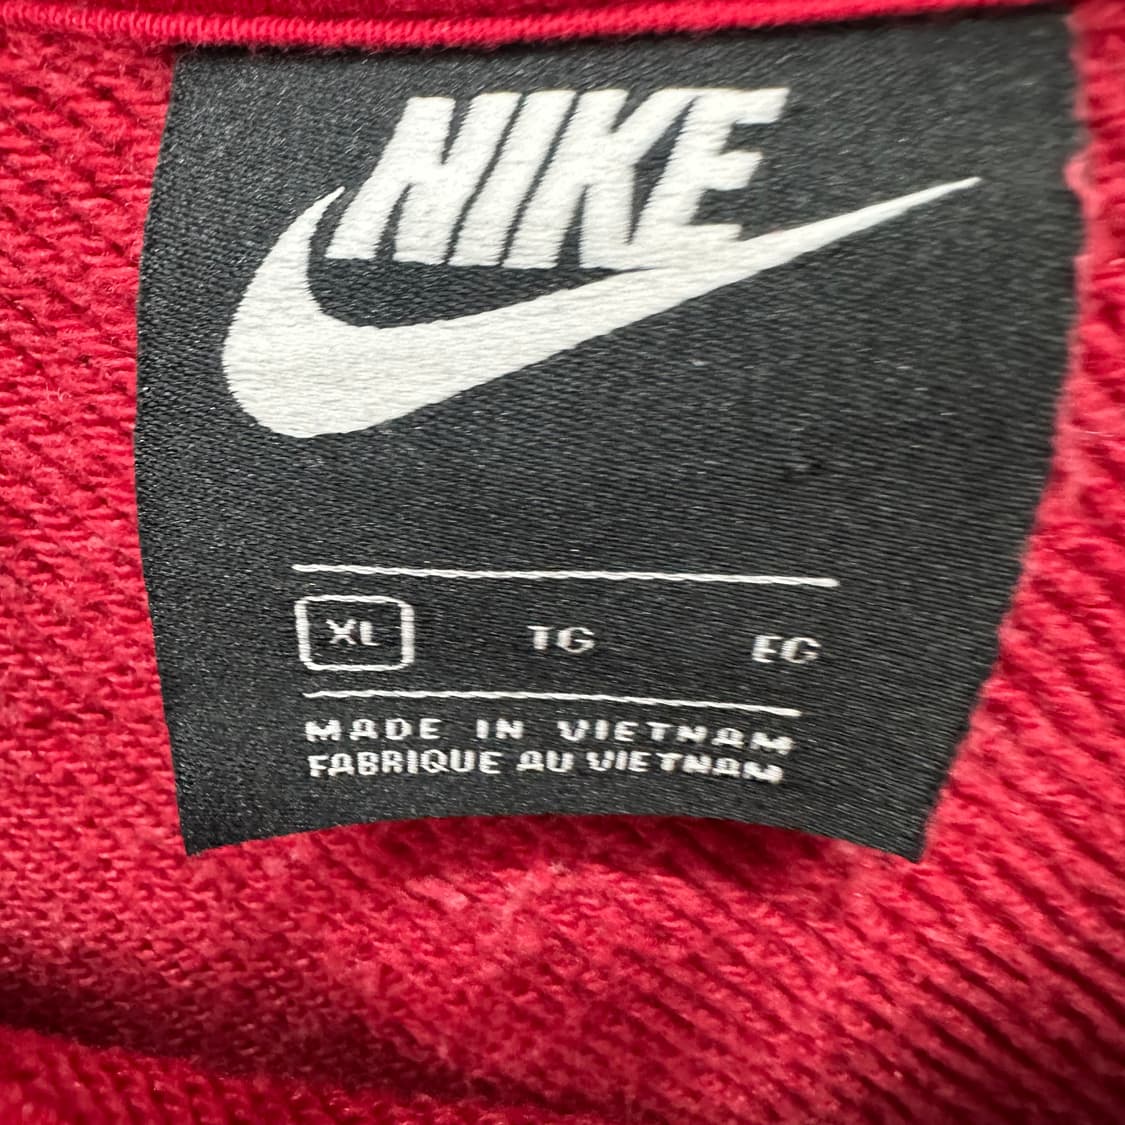 NIKE
XL TG EG
MADE IN VIETNAM
FABRIQUE AU VIETNAM